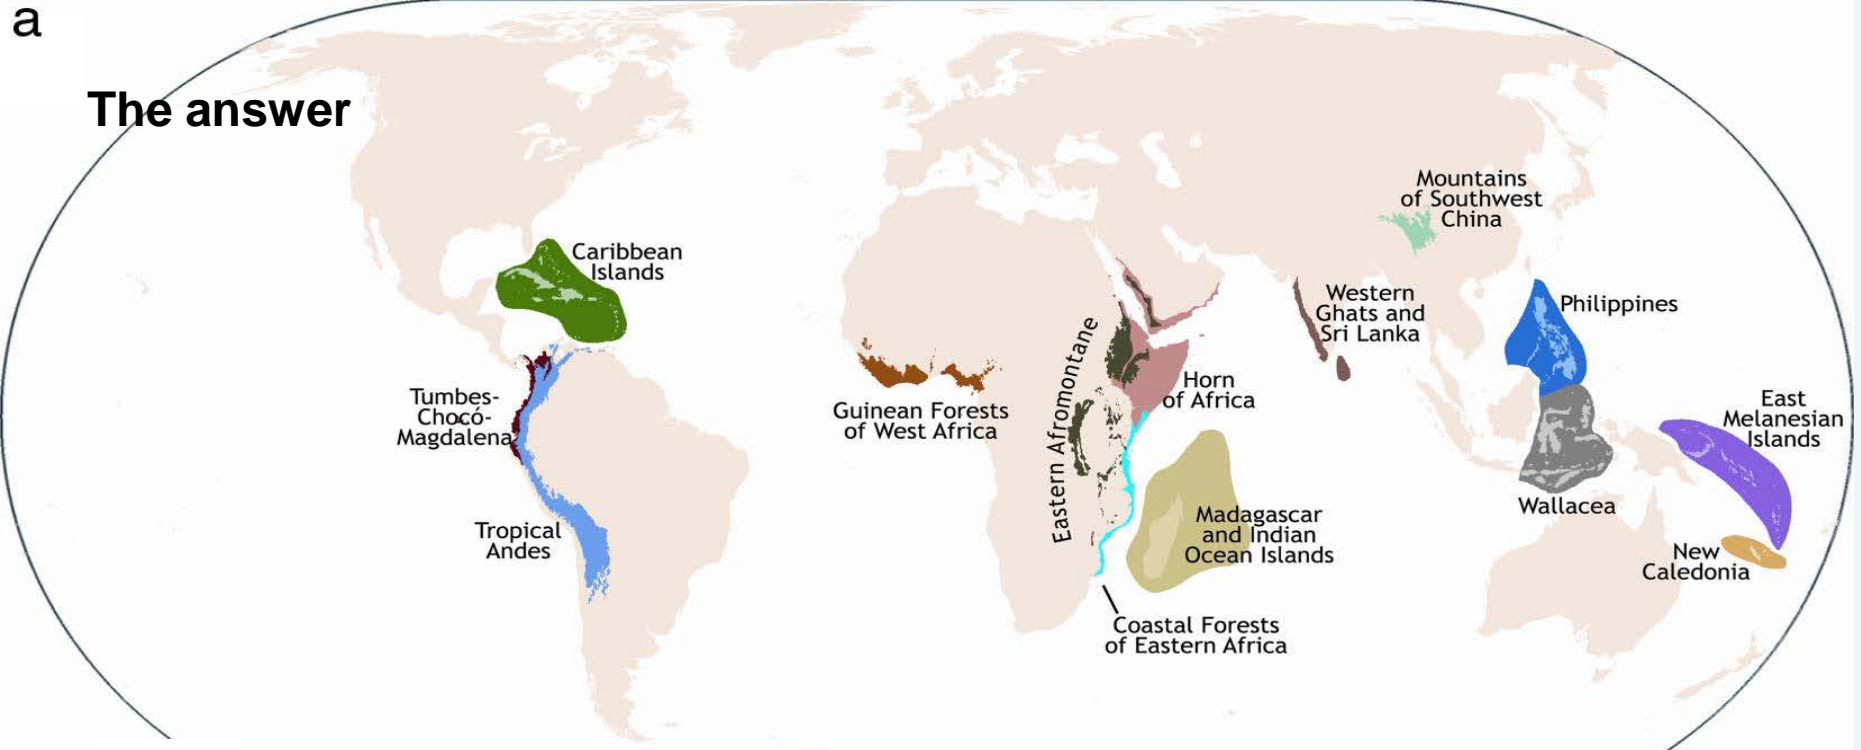 a
The answer
Mountains
of Southwest
China
Caribbean
Islands
Western
Ghats and
Sri Lanka
Philippines
Eastern Afromontane
Horn
of Africa
Tumbes-
Chocó-
Magdalena
Guinean Forests
of West Africa
East
Melanesian
Islands
Wallacea
Tropical
Andes
Madagascar
and Indian
Ocean Islands
New
Caledonia
Coastal Forests
of Eastern Africa